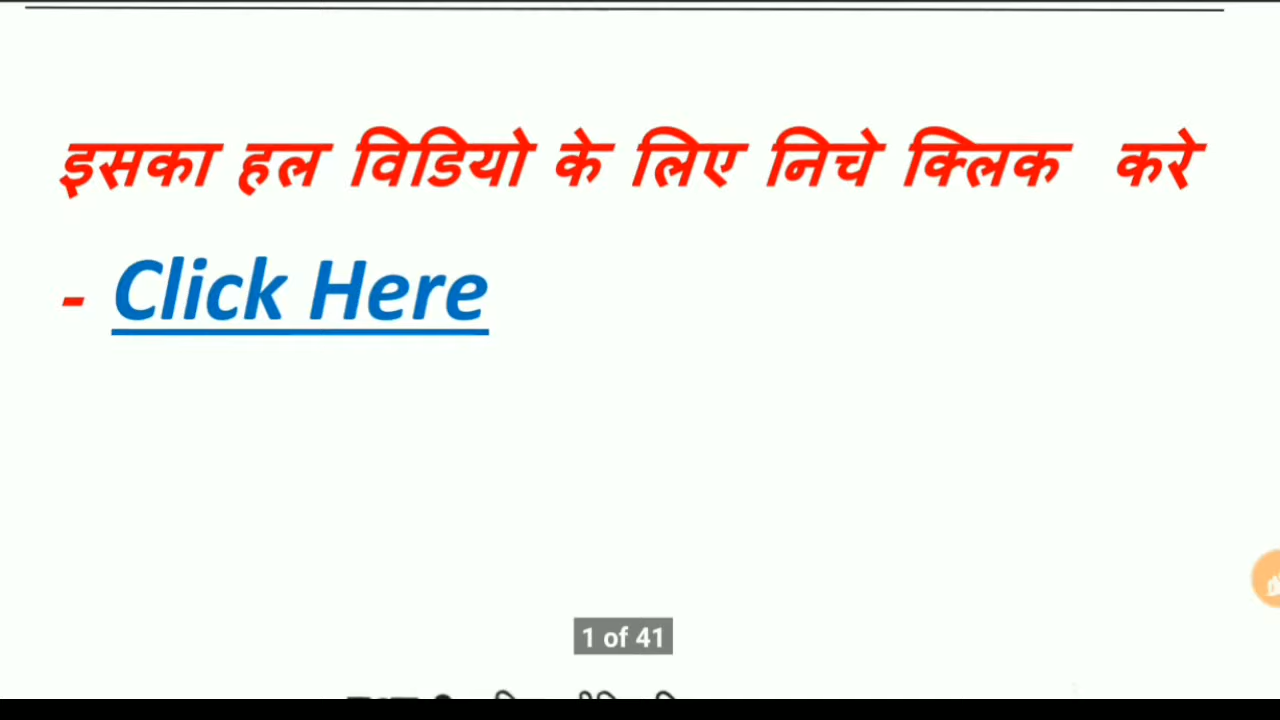 इसका हल विडियो के लिए निचे क्लिक करे
- Click Here
1 of 41